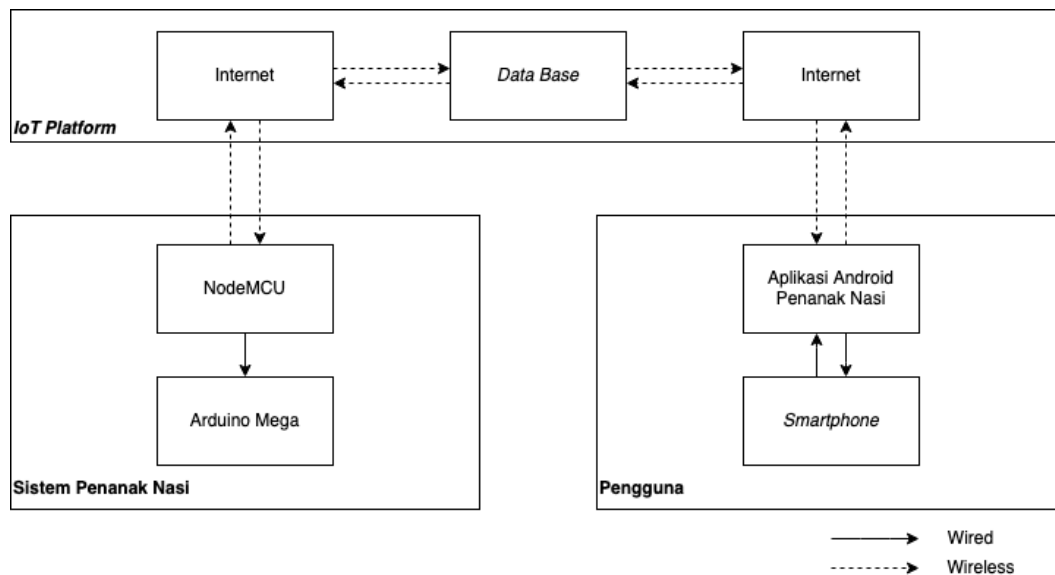 Internet
Data Base
Internet
IoT Platform
NodeMCU
Aplikasi Android
Penanak Nasi
Arduino Mega
Smartphone
Sistem Penanak Nasi
Pengguna
Wired
Wireless